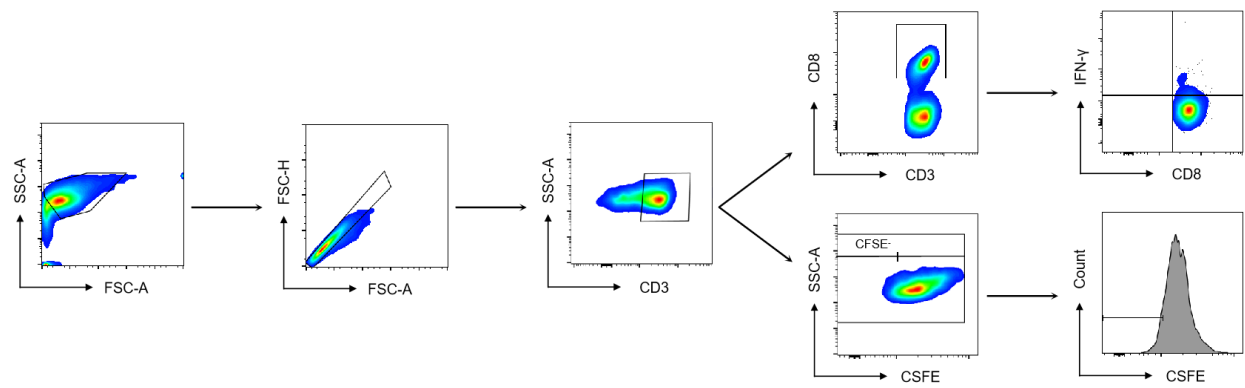 SSC-A
FSC-A
FSC-H
FSC-A
SSC-A
CD3
CD8
CD3
IFN-γ
CD8
SSC-A
CFSE-
CSFE
Count
CSFE